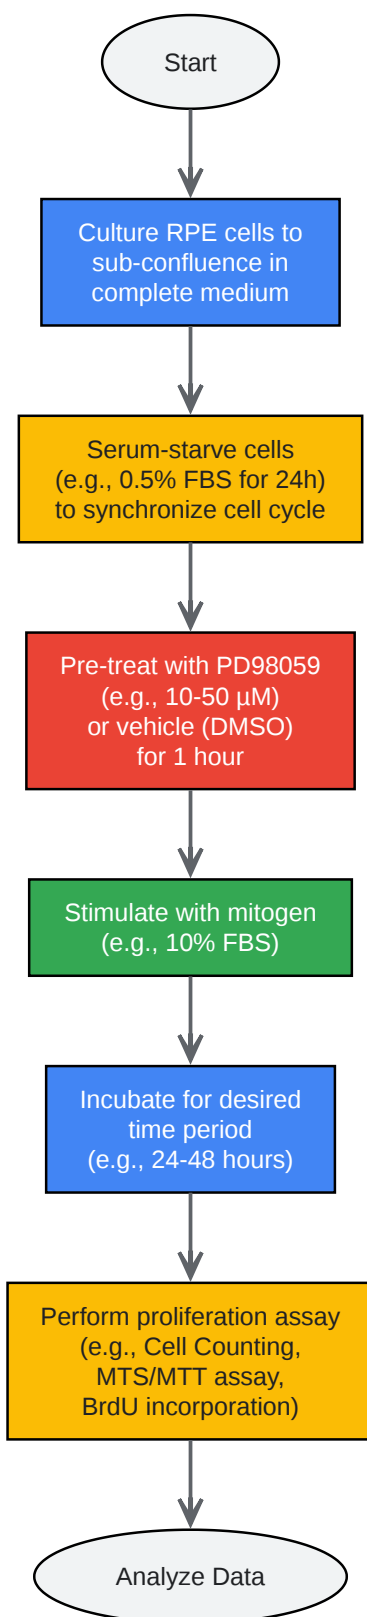 Start
Culture RPE cells to
sub-confluence in
complete medium
Serum-starve cells
(e.g., 0.5% FBS for 24h)
to synchronize cell cycle
Pre-treat with PD98059
(e.g., 10-50 µM)
or vehicle (DMSO)
for 1 hour
Stimulate with mitogen
(e.g., 10% FBS)
Incubate for desired
time period
(e.g., 24-48 hours)
Perform proliferation assay
(e.g., Cell Counting,
MTS/MTT assay,
BrdU incorporation)
Analyze Data